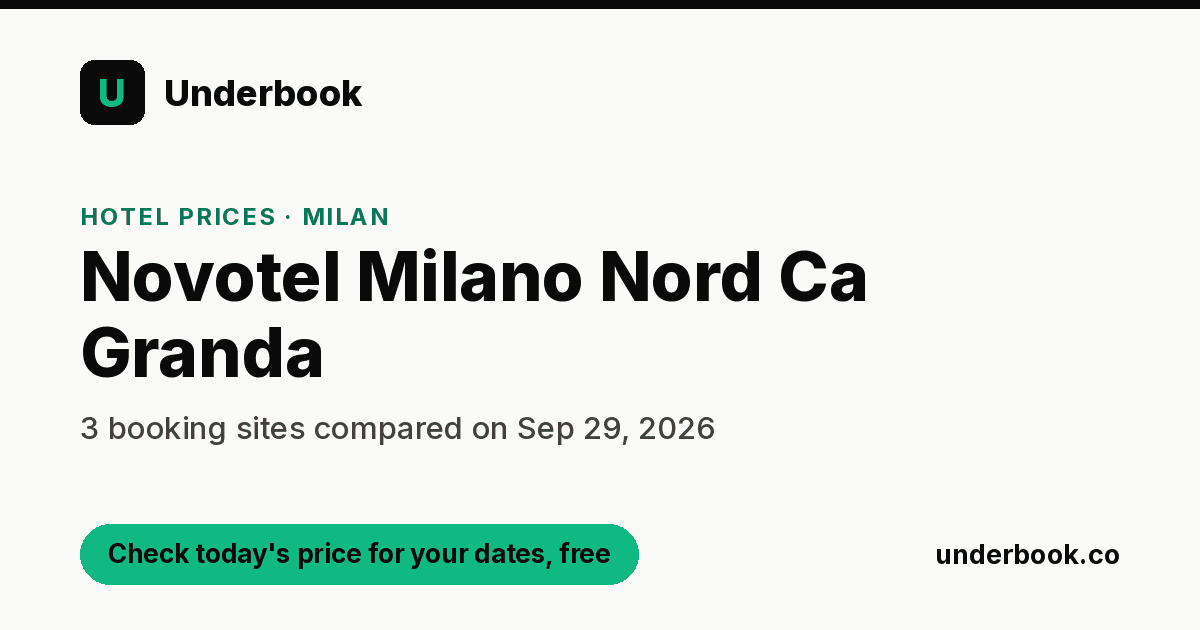 U
Underbook
HOTEL PRICES · MILAN
Novotel Milano Nord Ca
Granda
3 booking sites compared on Sep 29, 2026
Check today's price for your dates, free
underbook.co